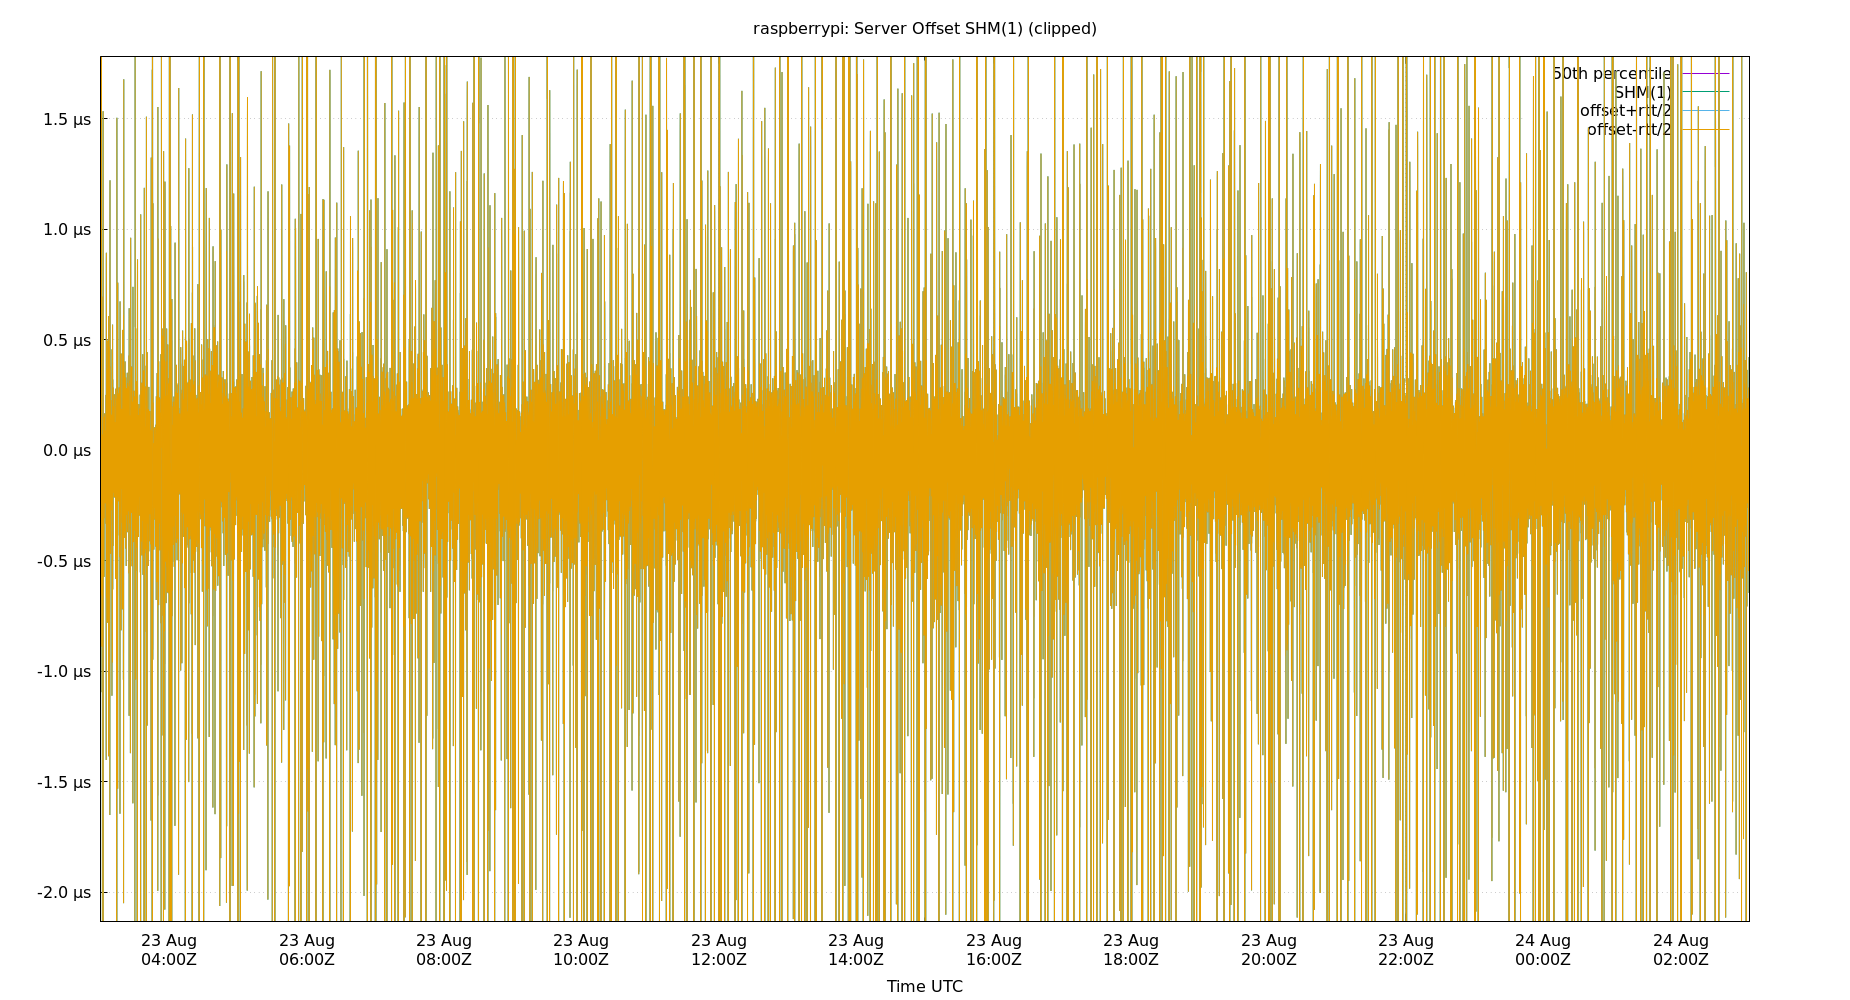 raspberrypi: Server Offset SHM(1) (clipped)
50th percentile
SHM(1)
offset+rtt/2
offset-rtt/2
1.5 µs
1.0 µs
0.5 µs
0.0 µs
-0.5 µs
-1.0 µs
-1.5 µs
-2.0 µs
23 Aug 23 Aug 23 Aug 23 Aug 23 Aug 23 Aug 23 Aug 23 Aug 23 Aug 23 Aug 24 Aug 24 Aug
04:00Z 06:00Z 08:00Z 10:00Z 12:00Z 14:00Z 16:00Z 18:00Z 20:00Z 22:00Z 00:00Z 02:00Z
Time UTC